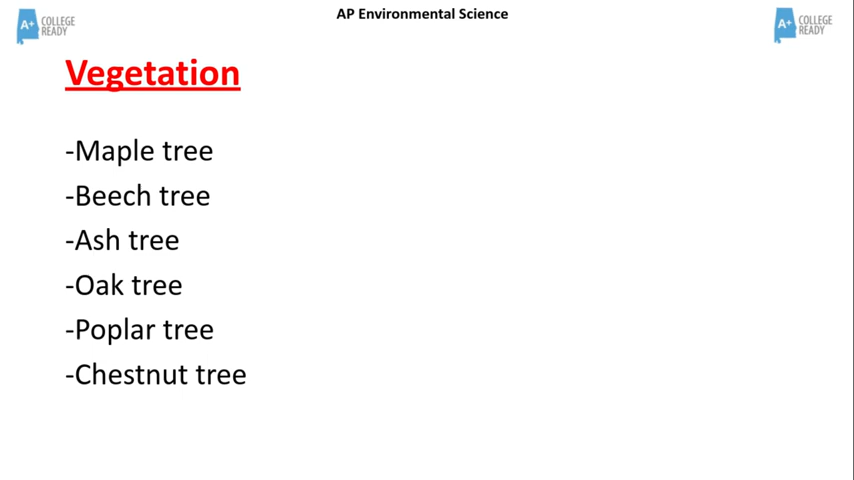 AP Environmental Science
A+ COLLEGE
READY
A+ COLLEGE
READY
Vegetation
-Maple tree
-Beech tree
-Ash tree
-Oak tree
-Poplar tree
-Chestnut tree